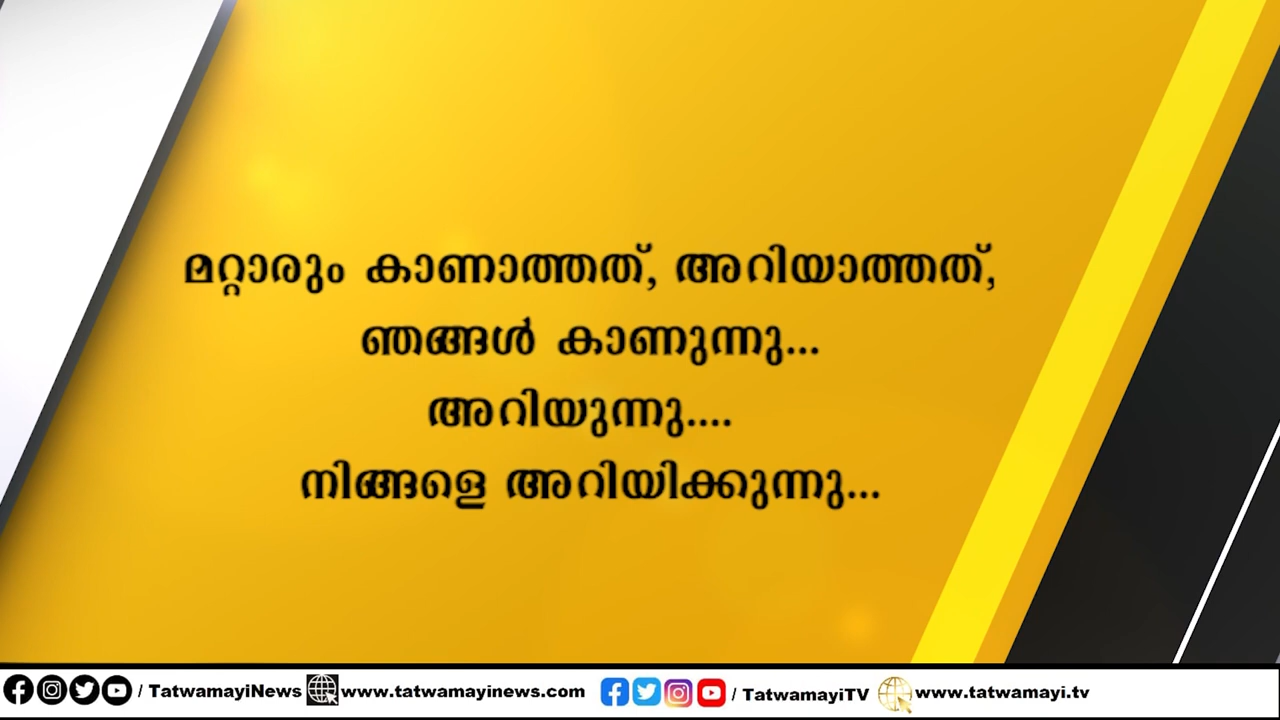 മറ്റാരും കാണാത്തത്, അറിയാത്തത്,
ഞങ്ങൾ കാണുന്നു...
അറിയുന്നു....
നിങ്ങളെ അറിയിക്കുന്നു...
/ TatwamayiNews www.tatwamayinews.com / TatwamayiTV www.tatwamayi.tv